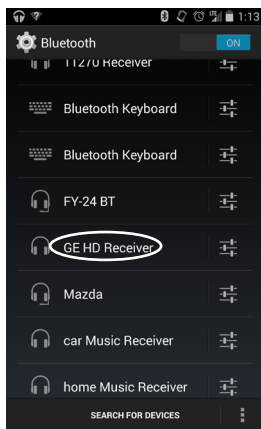 1:13
Bluetooth
ON
11270 Receiver
Bluetooth Keyboard
Bluetooth Keyboard
FY-24 BT
GE HD Receiver
Mazda
car Music Receiver
home Music Receiver
SEARCH FOR DEVICES